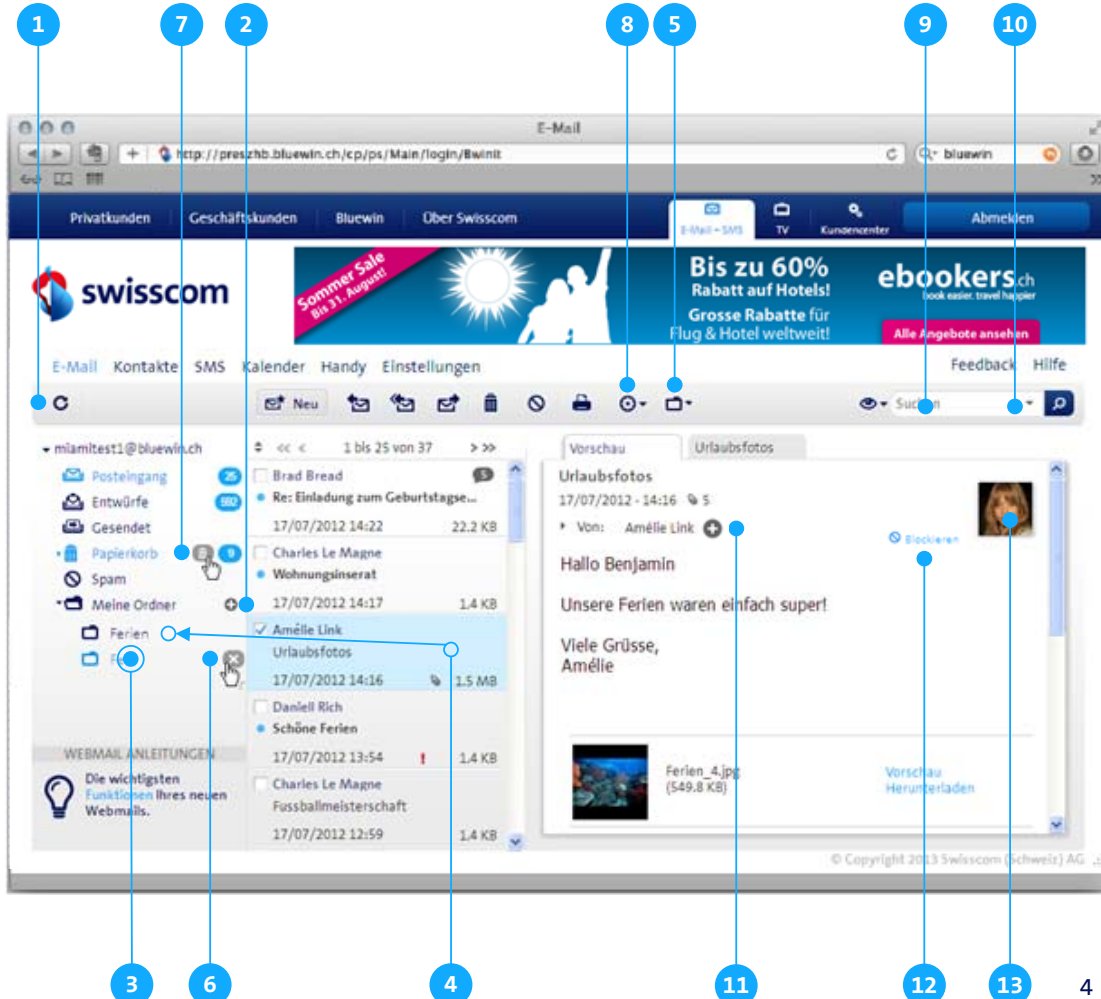 1 7 2 8 5 9 10
E-Mail
http://preszhb.bluewin.ch/cp/ps/Main/login/BwInit
bluewin
Privatkunden Geschäftskunden Bluewin Über Swisscom
E-Mail + SMS TV Kundencenter Abmelden
swisscom
Sommer Sale
Bis 31. August!
Bis zu 60%
Rabatt auf Hotels!
Grosse Rabatte für
Flug & Hotel weltweit!
ebookers.ch
book easier. travel happier
Alle Angebote ansehen
E-Mail Kontakte SMS Kalender Handy Einstellungen
Feedback Hilfe
Neu
Suchen
miamitest1@bluewin.ch
Posteingang 25
Entwürfe 592
Gesendet
Papierkorb 9
Spam
Meine Ordner
Ferien
WEBMAIL ANLEITUNGEN
Die wichtigsten
Funktionen Ihres neuen
Webmails.
<< < 1 bis 25 von 37 > >>
Brad Bread 5
Re: Einladung zum Geburtstagse...
17/07/2012 14:22 22.2 KB
Charles Le Magne
Wohnungsinserat
17/07/2012 14:17 1.4 KB
Amélie Link
Urlaubsfotos
17/07/2012 14:16 1.5 MB
Daniell Rich
Schöne Ferien
17/07/2012 13:54 ! 1.4 KB
Charles Le Magne
Fussballmeisterschaft
17/07/2012 12:59 1.4 KB
Vorschau Urlaubsfotos
Urlaubsfotos
17/07/2012 - 14:16 5
Von: Amélie Link
Blockieren
Hallo Benjamin
Unsere Ferien waren einfach super!
Viele Grüsse,
Amélie
Ferien_4.jpg
(549.8 KB)
Vorschau
Herunterladen
© Copyright 2013 Swisscom (Schweiz) AG
3 6 4 11 12 13
4